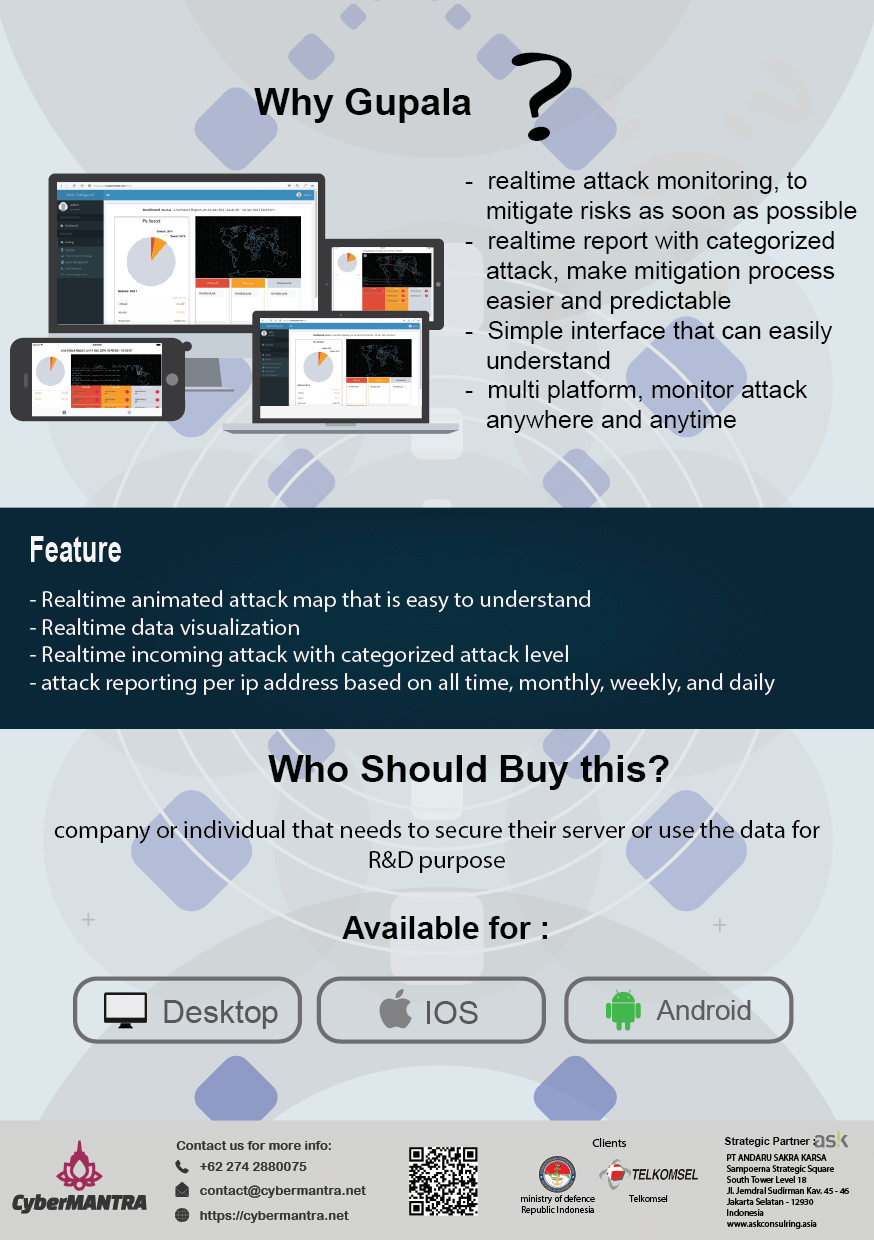 Why Gupala ?
- realtime attack monitoring, to
mitigate risks as soon as possible
- realtime report with categorized
attack, make mitigation process
easier and predictable
- Simple interface that can easily
understand
- multi platform, monitor attack
anywhere and anytime
Pie Report
Feature
- Realtime animated attack map that is easy to understand
- Realtime data visualization
- Realtime incoming attack with categorized attack level
- attack reporting per ip address based on all time, monthly, weekly, and daily
Who Should Buy this?
company or individual that needs to secure their server or use the data for
R&D purpose
Available for :
Desktop
IOS
Android
CyberMANTRA
Contact us for more info:
+62 274 2880075
contact@cybermantra.net
https://cybermantra.net
Clients
ministry of defence
Republic Indonesia
TELKOMSEL
Telkomsel
Strategic Partner : ask
PT ANDARU SAKRA KARSA
Sampoerna Strategic Square
South Tower Level 18
Jl. Jemdral Sudirman Kav. 45 - 46
Jakarta Selatan - 12930
Indonesia
www.askconsulring.asia